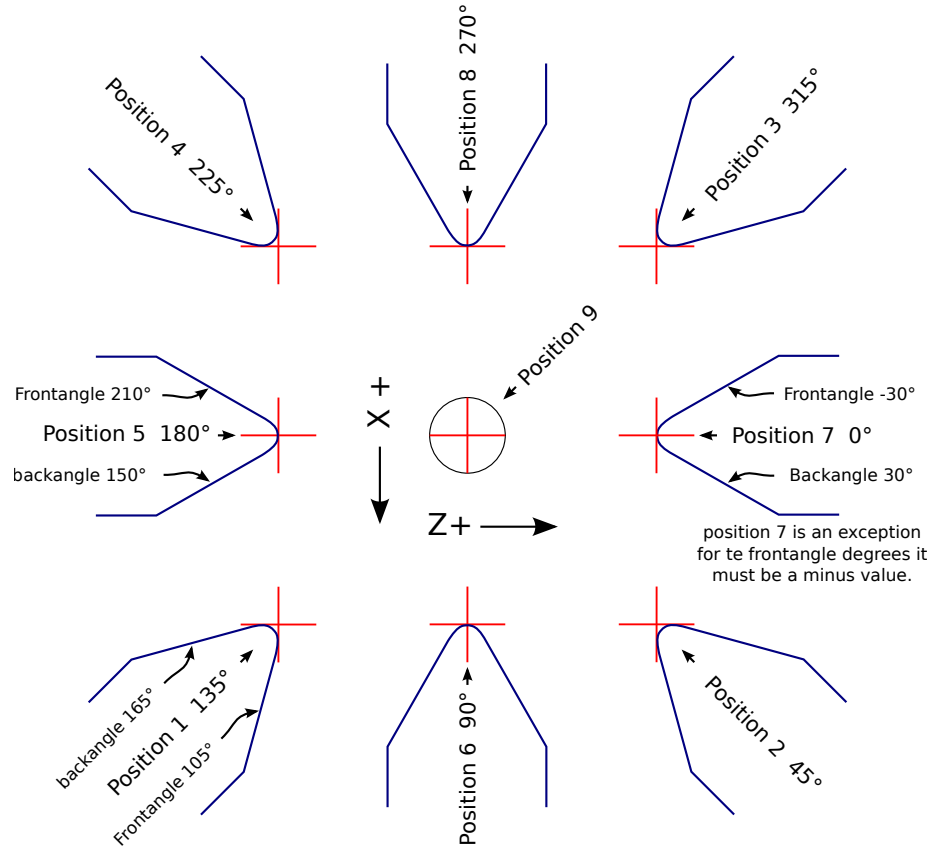 Position 4 225°
Position 8 270°
Position 3 315°
Position 9
Frontangle 210°
Position 5 180°
backangle 150°
X +
Z+
Frontangle -30°
Position 7 0°
Backangle 30°
position 7 is an exception
for te frontangle degrees it
must be a minus value.
backangle 165°
Position 1 135°
Frontangle 105°
Position 6 90°
Position 2 45°